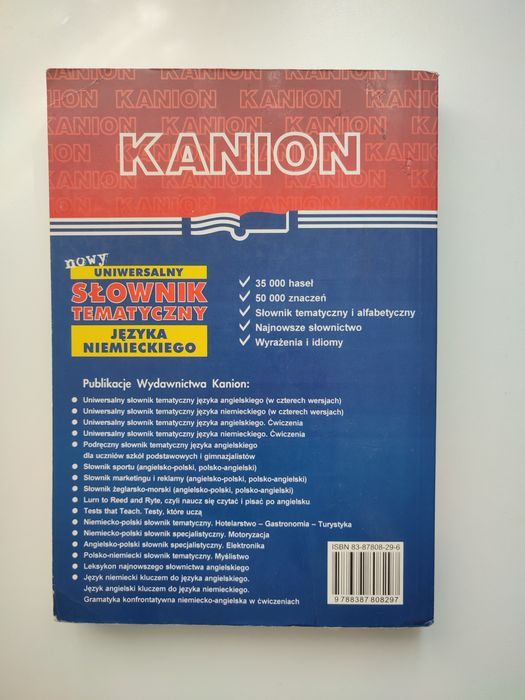 KANION KANION KANION KANION
KANION KANION KANION
KANION
nowy
UNIWERSALNY
SŁOWNIK
TEMATYCZNY
JĘZYKA
NIEMIECKIEGO
35 000 haseł
50 000 znaczeń
Słownik tematyczny i alfabetyczny
Najnowsze słownictwo
Wyrażenia i idiomy
Publikacje Wydawnictwa Kanion:
Uniwersalny słownik tematyczny języka angielskiego (w czterech wersjach)
Uniwersalny słownik tematyczny języka niemieckiego (w czterech wersjach)
Uniwersalny słownik tematyczny języka angielskiego. Ćwiczenia
Uniwersalny słownik tematyczny języka niemieckiego. Ćwiczenia
Podręczny słownik tematyczny języka angielskiego
dla uczniów szkół podstawowych i gimnazjalistów
Słownik sportu (angielsko-polski, polsko-angielski)
Słownik marketingu i reklamy (angielsko-polski, polsko-angielski)
Słownik żeglarsko-morski (angielsko-polski, polsko-angielski)
Lurn to Reed and Ryte, czyli naucz się czytać i pisać po angielsku
Tests that Teach. Testy, które uczą
Niemiecko-polski słownik tematyczny. Hotelarstwo – Gastronomia – Turystyka
Niemiecko-polski słownik specjalistyczny. Motoryzacja
Angielsko-polski słownik specjalistyczny. Elektronika
Polsko-niemiecki słownik tematyczny. Myślistwo
Leksykon najnowszego słownictwa angielskiego
Język niemiecki kluczem do języka angielskiego.
Język angielski kluczem do języka niemieckiego.
Gramatyka konfrontatywna niemiecko-angielska w ćwiczeniach
ISBN 83-87808-29-6
9 788387 808297